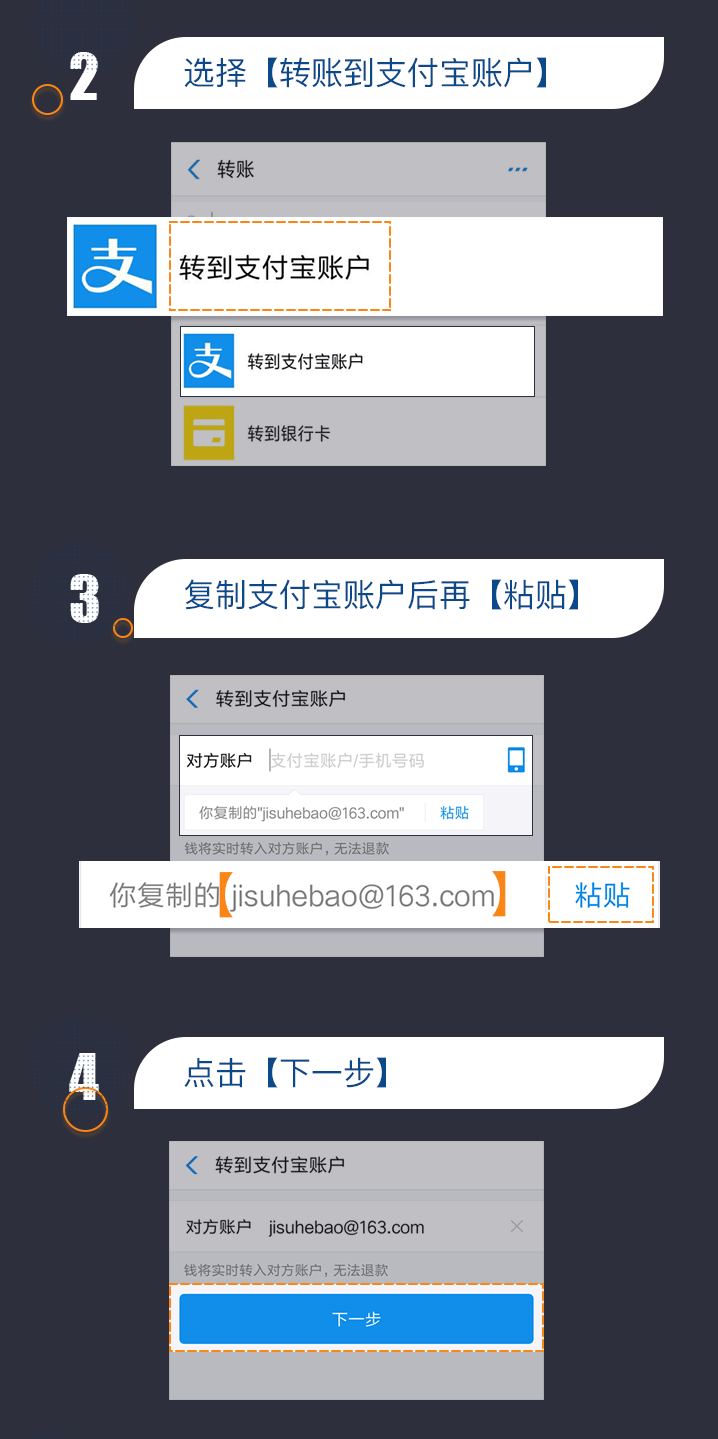 2
选择【转账到支付宝账户】
转账
转到支付宝账户
支 转到支付宝账户
转到银行卡
3
复制支付宝账户后再【粘贴】
转到支付宝账户
对方账户 支付宝账户/手机号码
你复制的"jisuhebao@163.com" 粘贴
钱将实时转入对方账户，无法退款
你复制的【jisuhebao@163.com】 粘贴
4
点击【下一步】
转到支付宝账户
对方账户 jisuhebao@163.com
钱将实时转入对方账户，无法退款
下一步